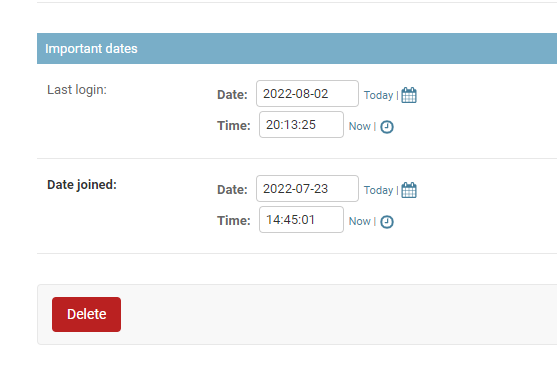 Important dates
Last login: Date: 2022-08-02 Today |
Time: 20:13:25 Now |
Date joined: Date: 2022-07-23 Today |
Time: 14:45:01 Now |
Delete